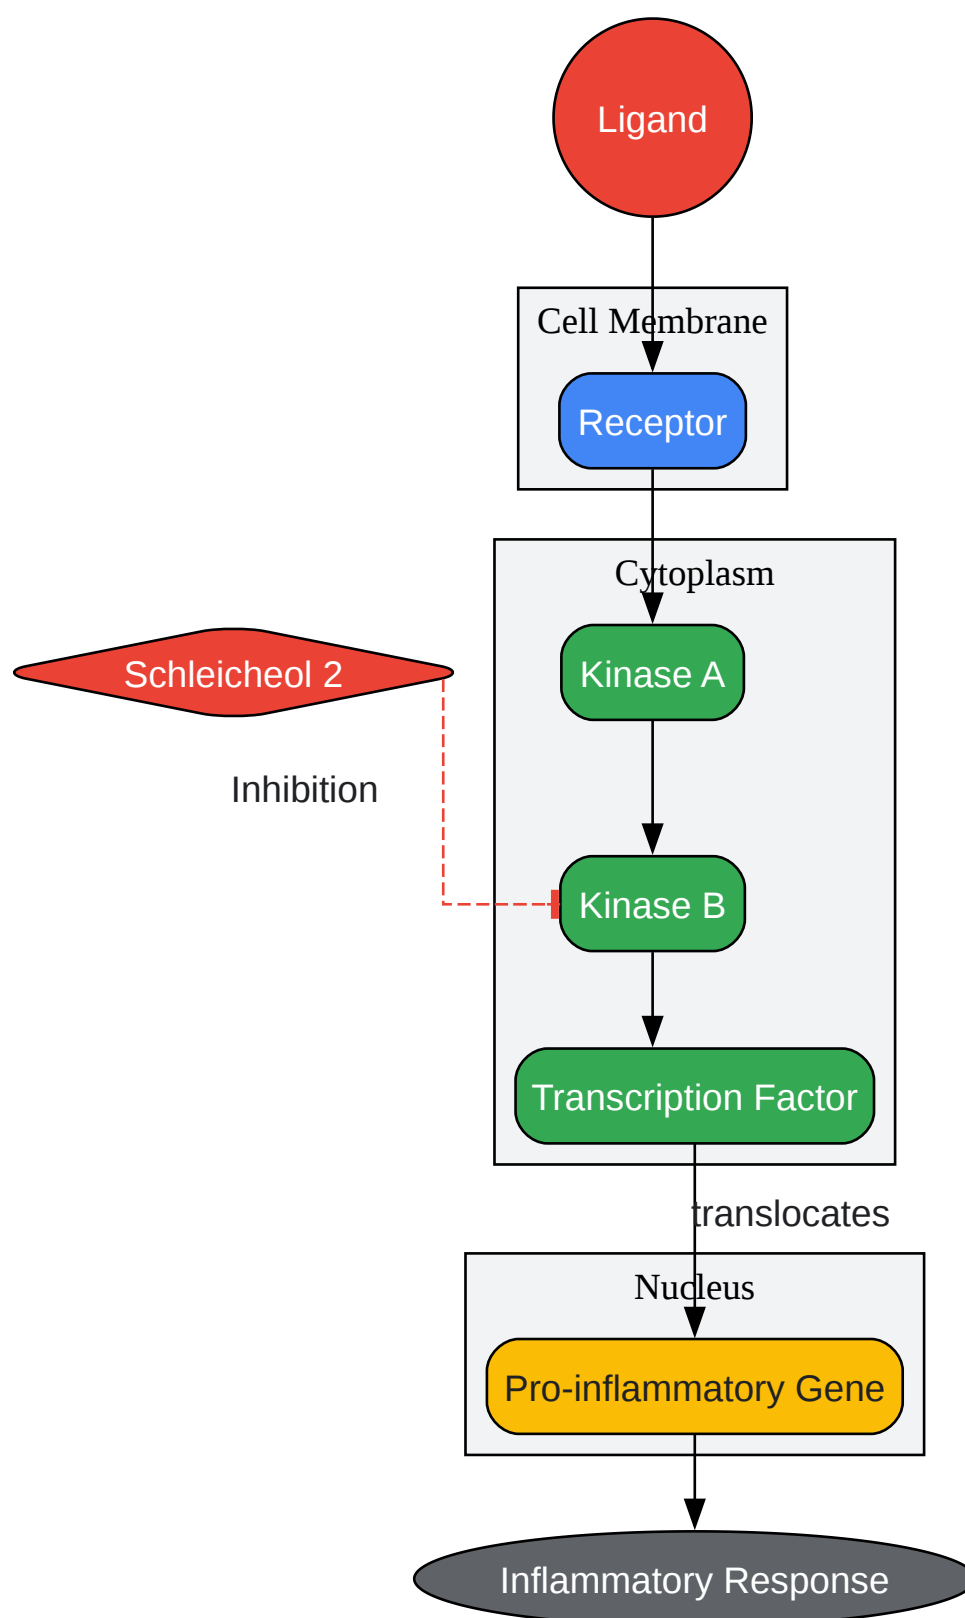 Ligand
Cell Membrane
Receptor
Cytoplasm
Kinase A
Schleicheol 2
Inhibition
Kinase B
Transcription Factor
translocates
Nucleus
Pro-inflammatory Gene
Inflammatory Response